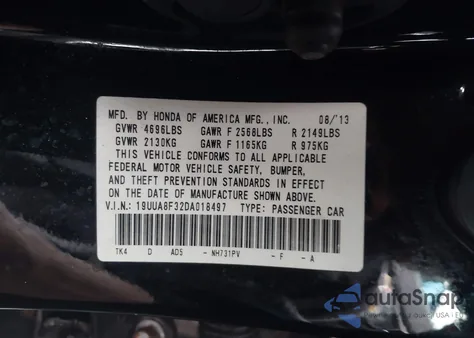 MFD. BY HONDA OF AMERICA MFG., INC. 08/'13
GVWR 4696LBS GAWR F 2568LBS R 2149LBS
GVWR 2130KG GAWR F 1165KG R 975KG
THIS VEHICLE CONFORMS TO ALL APPLICABLE
FEDERAL MOTOR VEHICLE SAFETY, BUMPER,
AND THEFT PREVENTION STANDARDS IN EFFECT
ON THE DATE OF MANUFACTURE SHOWN ABOVE.
V.I.N.: 19UUA8F32DA018497 TYPE: PASSENGER CAR
TK4 D AD5 - NH731PV - F - A
autaSnap